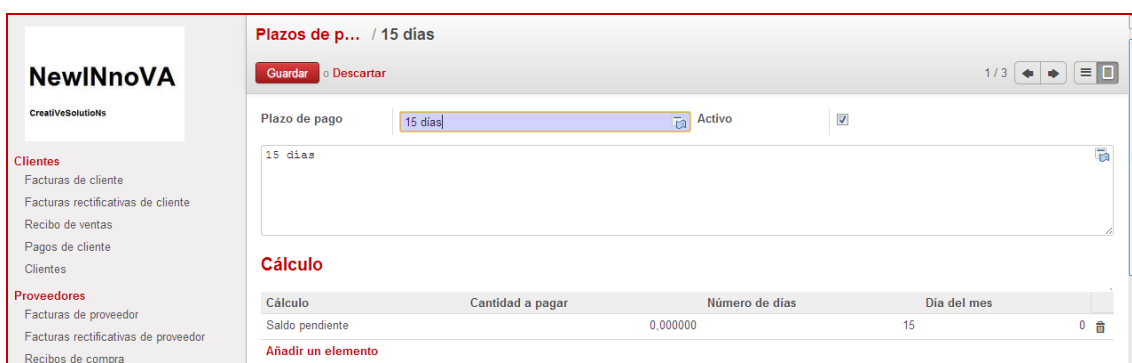 NewINnoVA
CreatiVeSolutioNs
Clientes
Facturas de cliente
Facturas rectificativas de cliente
Recibo de ventas
Pagos de cliente
Clientes
Proveedores
Facturas de proveedor
Facturas rectificativas de proveedor
Recibos de compra
Plazos de p... / 15 días
Guardar o Descartar
1 / 3
Plazo de pago 15 días Activo
15 días
Cálculo
Cálculo Cantidad a pagar Número de días Día del mes
Saldo pendiente 0,000000 15 0
Añadir un elemento